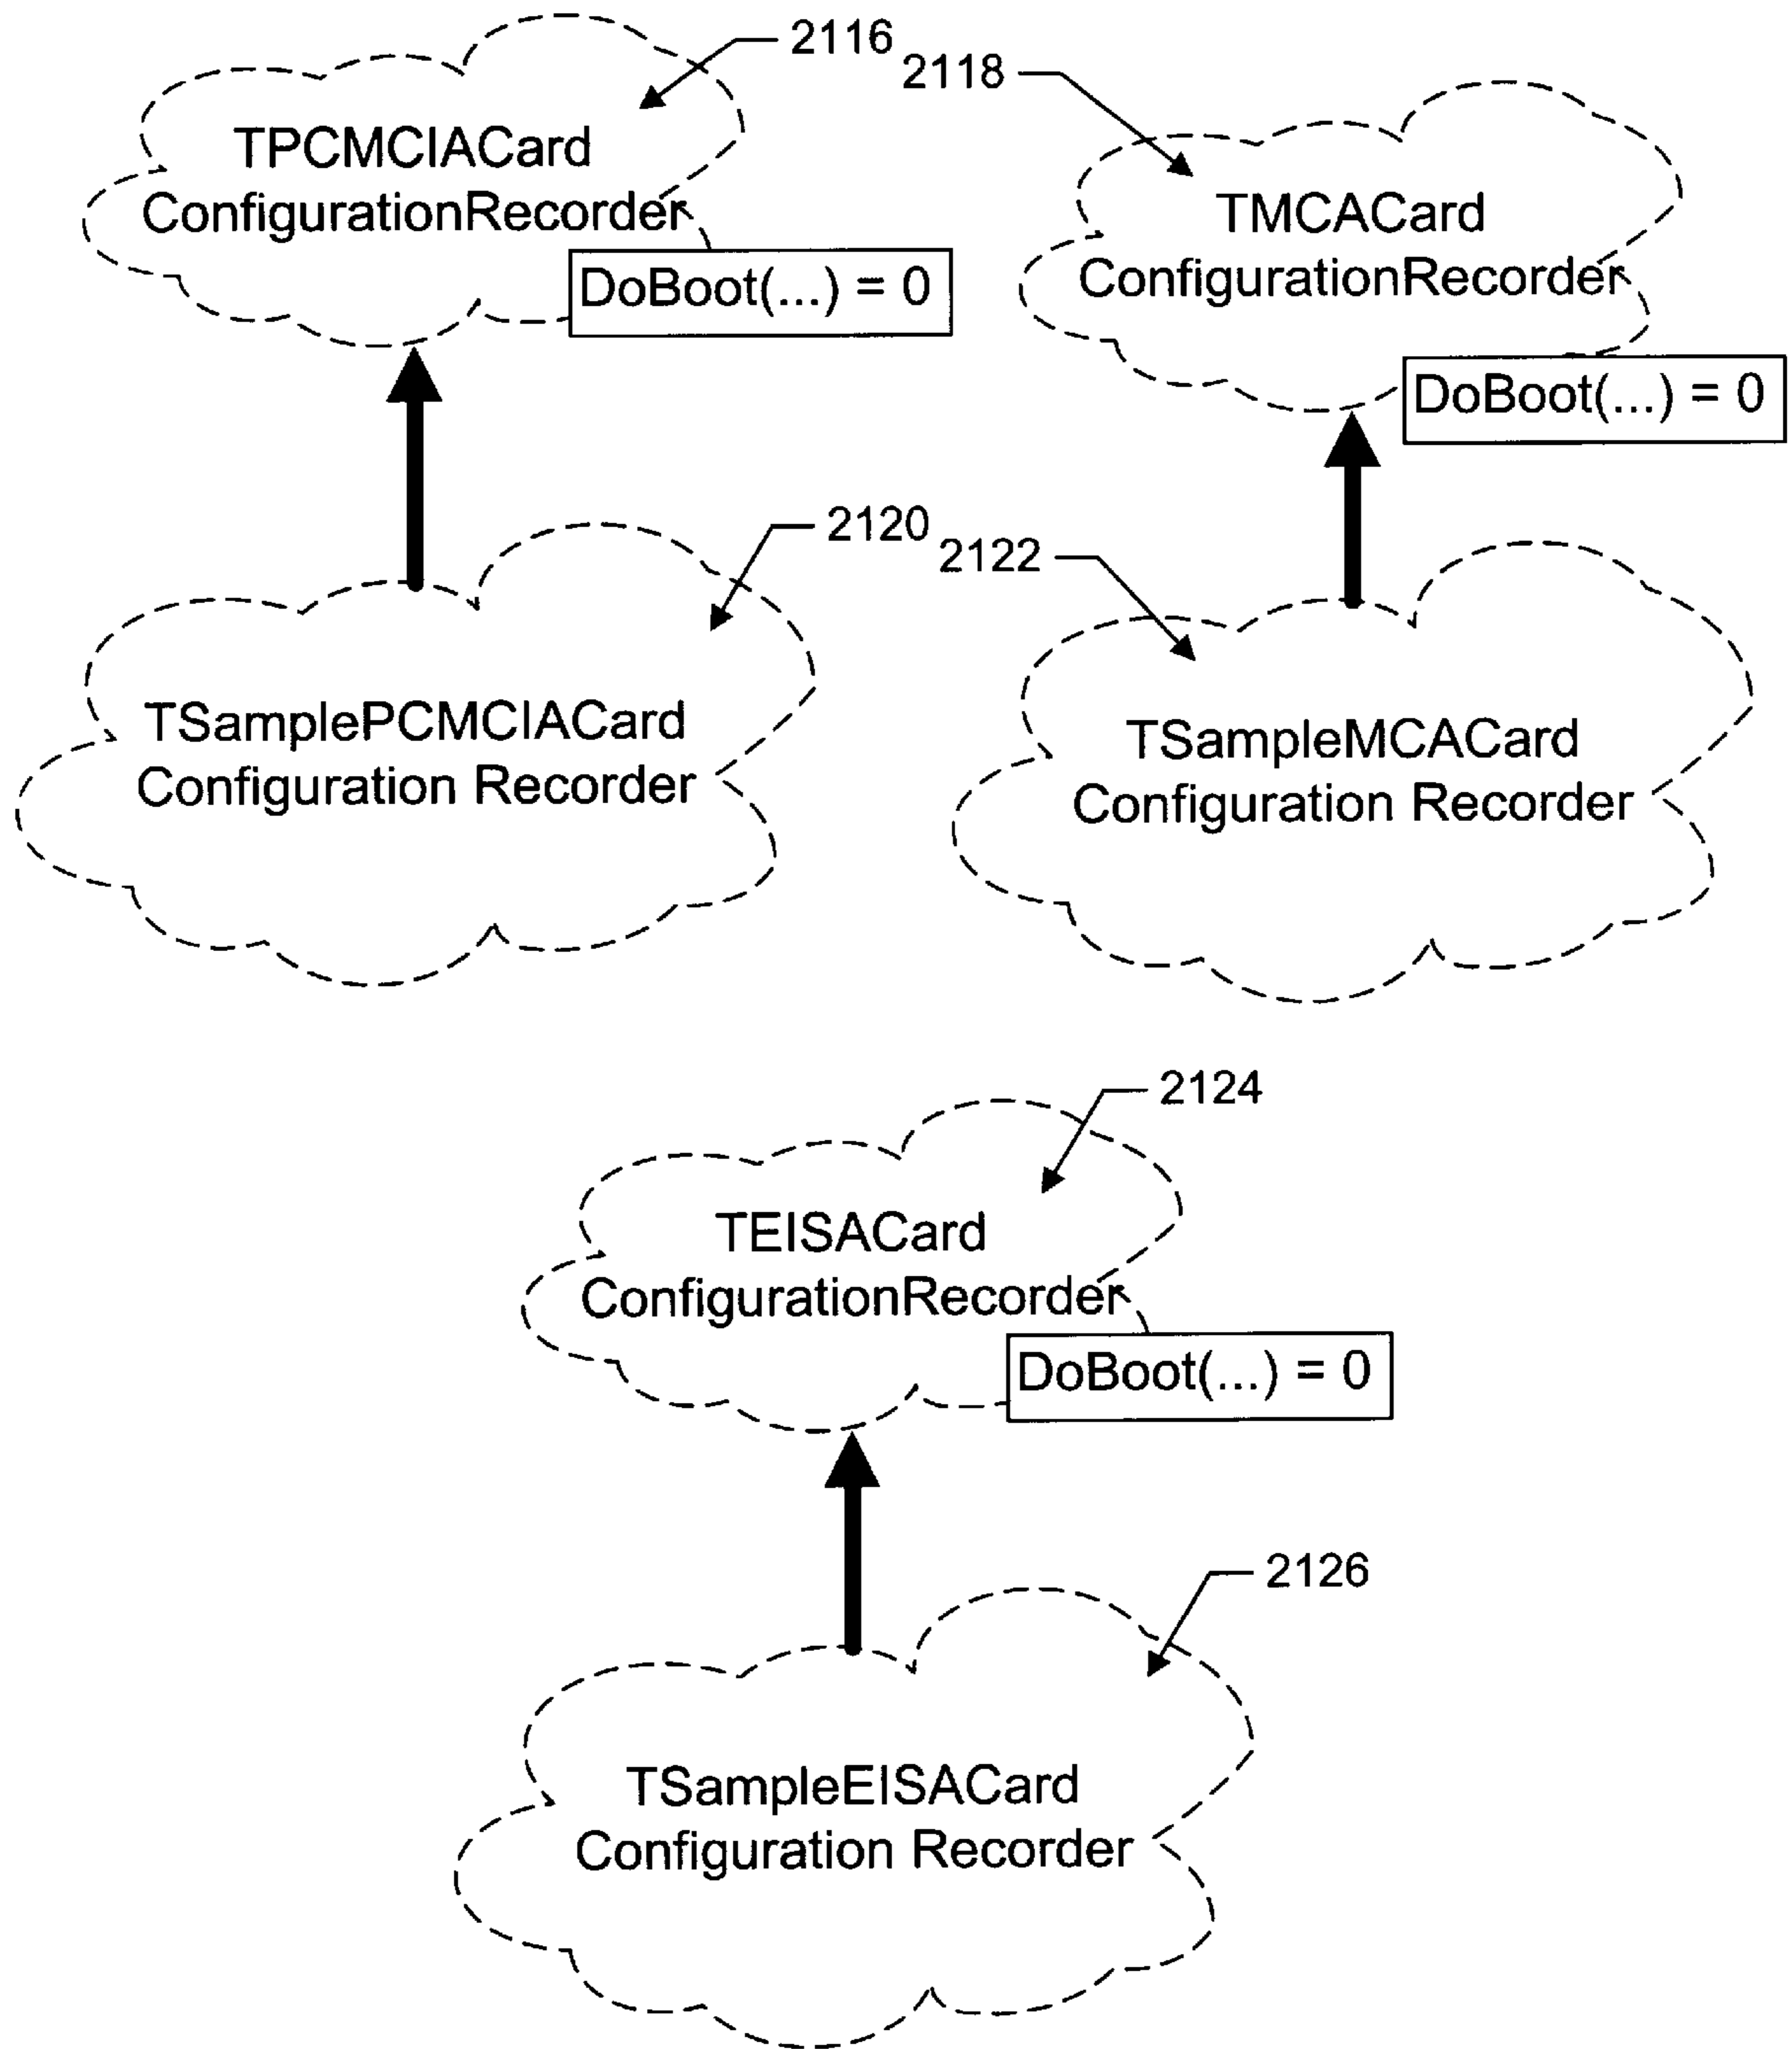 2116
2118
TPCMCIACard
ConfigurationRecorder
DoBoot(...) = 0
TMCACard
ConfigurationRecorder
DoBoot(...) = 0
2120
2122
TSamplePCMCIACard
Configuration Recorder
TSampleMCACard
Configuration Recorder
2124
TEISACard
ConfigurationRecorder
DoBoot(...) = 0
2126
TSampleEISACard
Configuration Recorder